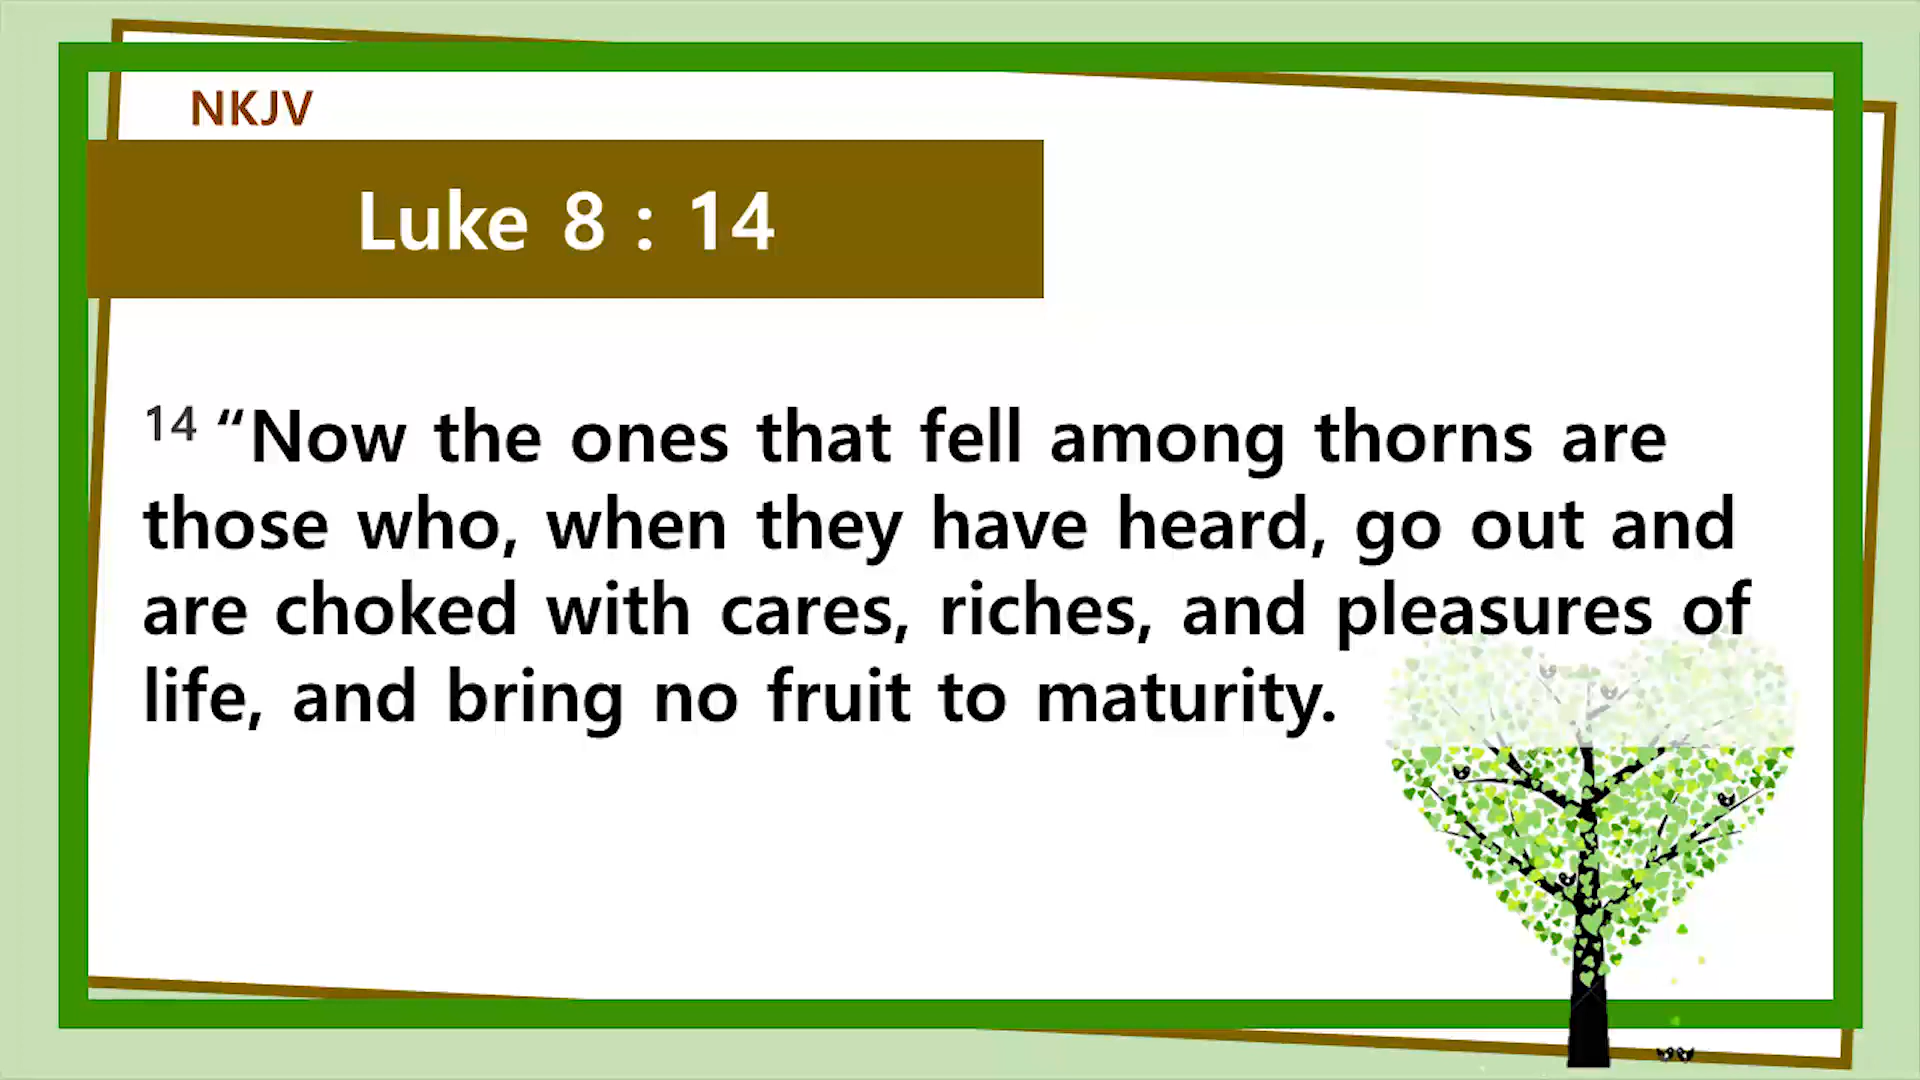 NKJV
Luke 8 : 14
14 “Now the ones that fell among thorns are
those who, when they have heard, go out and
are choked with cares, riches, and pleasures of
life, and bring no fruit to maturity.